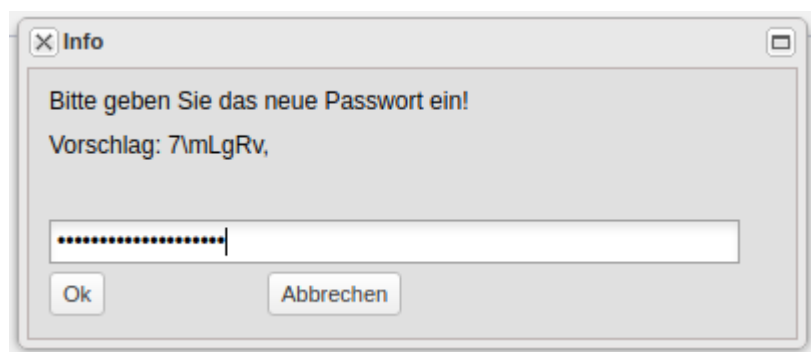 Info
Bitte geben Sie das neue Passwort ein!
Vorschlag: 7\mLgRv,
••••••••••••••••••••
Ok
Abbrechen